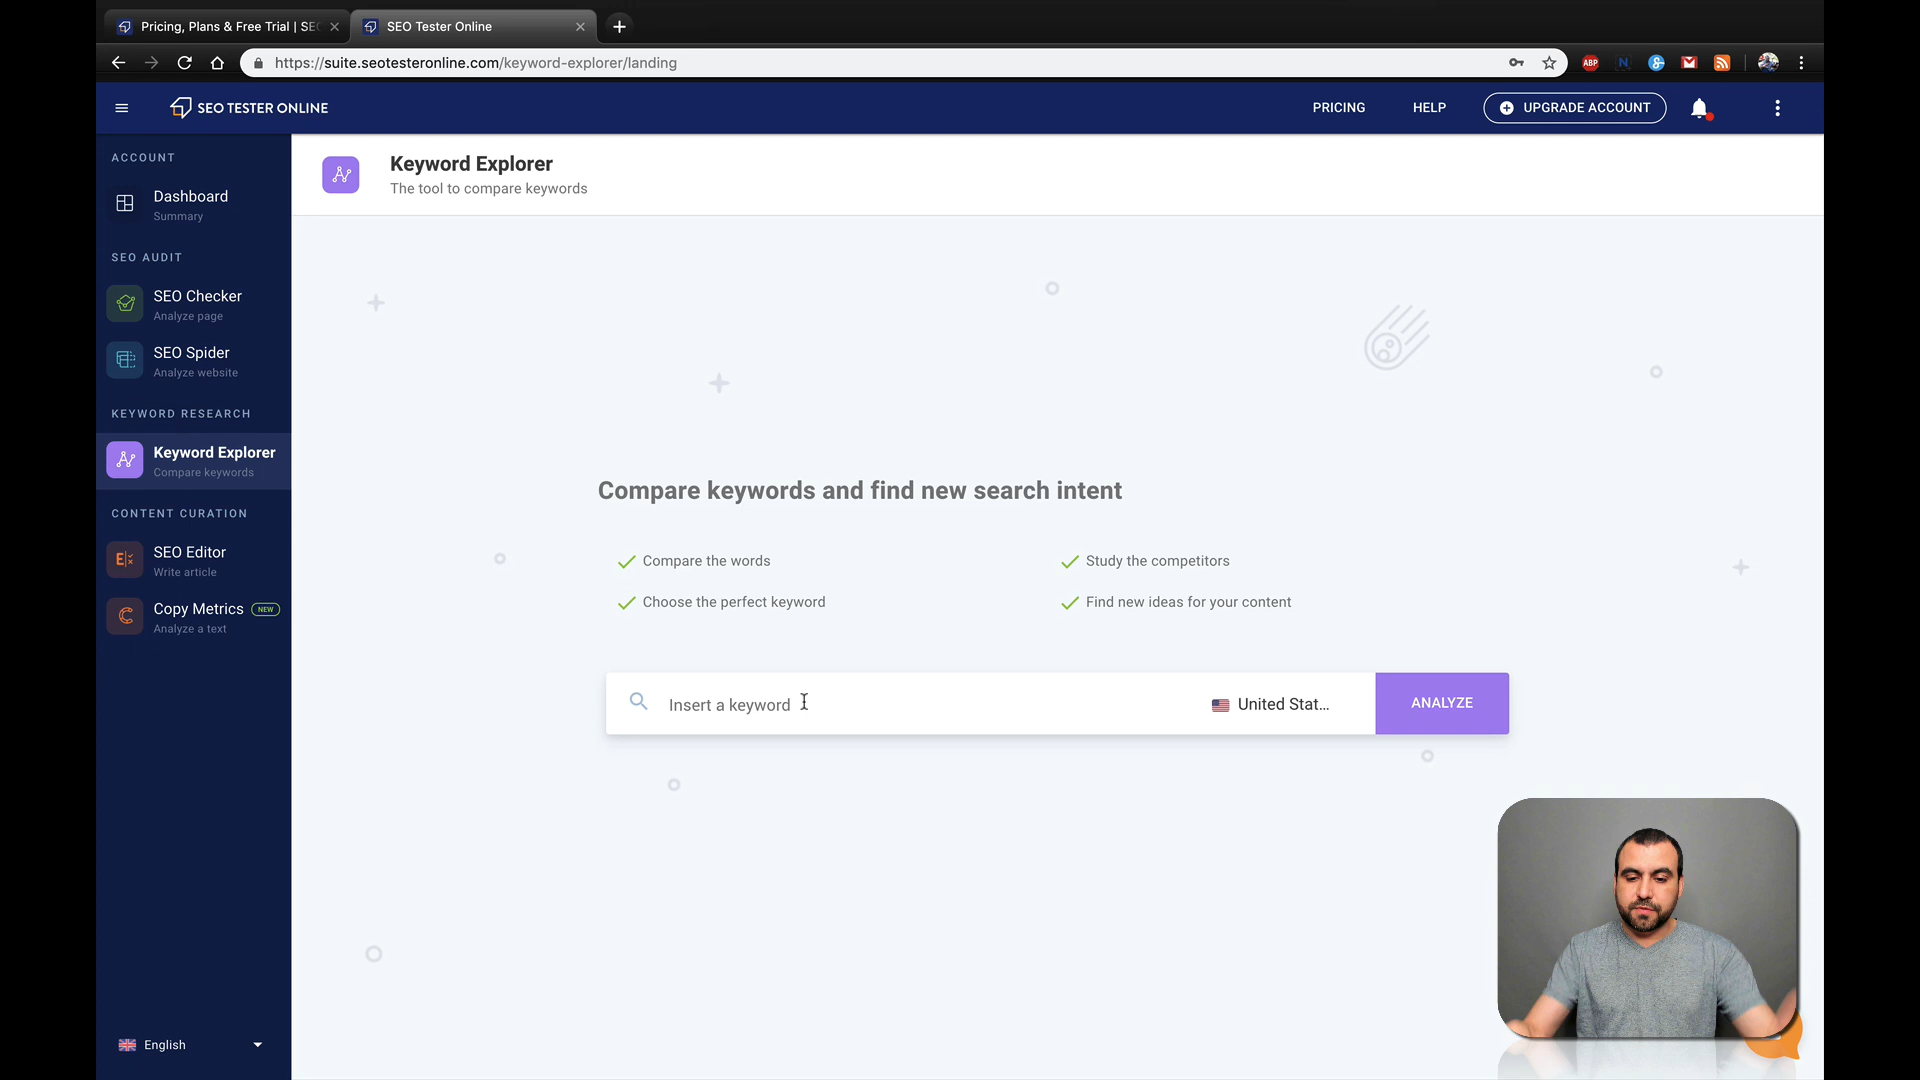 Pricing, Plans & Free Trial | SEO
SEO Tester Online
https://suite.seotesteronline.com/keyword-explorer/landing
ABP
N
SEO TESTER ONLINE
PRICING
HELP
UPGRADE ACCOUNT
ACCOUNT
Dashboard
Summary
SEO AUDIT
SEO Checker
Analyze page
SEO Spider
Analyze website
KEYWORD RESEARCH
Keyword Explorer
Compare keywords
CONTENT CURATION
SEO Editor
Write article
Copy Metrics NEW
Analyze a text
English
Keyword Explorer
The tool to compare keywords
Compare keywords and find new search intent
Compare the words
Study the competitors
Choose the perfect keyword
Find new ideas for your content
Insert a keyword
United Stat...
ANALYZE